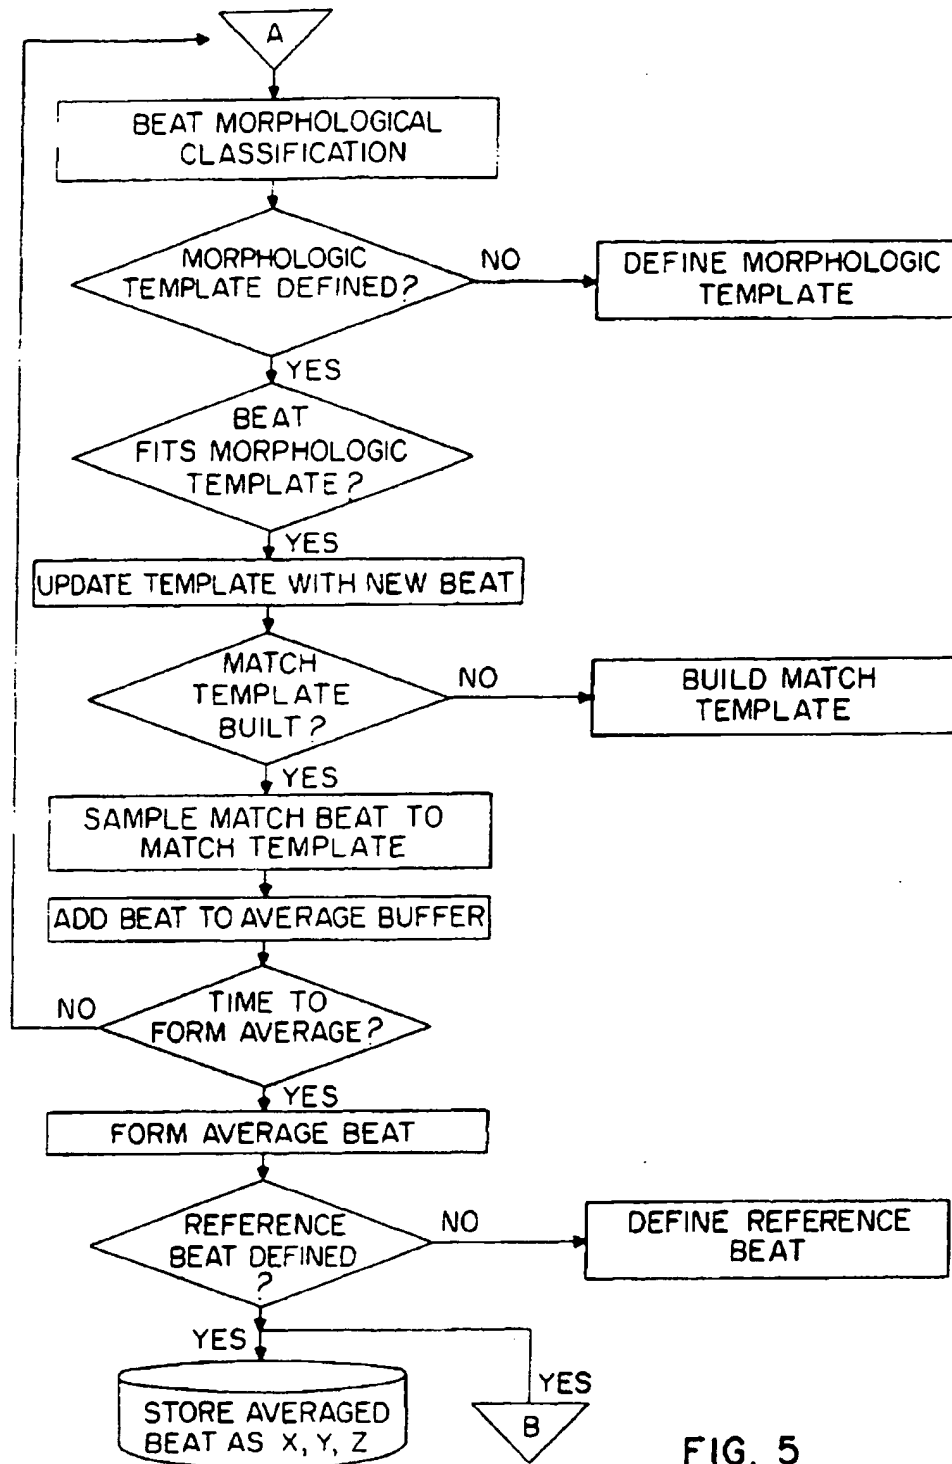 A
BEAT MORPHOLOGICAL
CLASSIFICATION
MORPHOLOGIC
TEMPLATE DEFINED?
NO
DEFINE MORPHOLOGIC
TEMPLATE
YES
BEAT
FITS MORPHOLOGIC
TEMPLATE?
YES
UPDATE TEMPLATE WITH NEW BEAT
MATCH
TEMPLATE
BUILT?
NO
BUILD MATCH
TEMPLATE
YES
SAMPLE MATCH BEAT TO
MATCH TEMPLATE
ADD BEAT TO AVERAGE BUFFER
NO
TIME TO
FORM AVERAGE?
YES
FORM AVERAGE BEAT
REFERENCE
BEAT DEFINED
?
NO
DEFINE REFERENCE
BEAT
YES
YES
STORE AVERAGED
BEAT AS X, Y, Z
B
FIG. 5